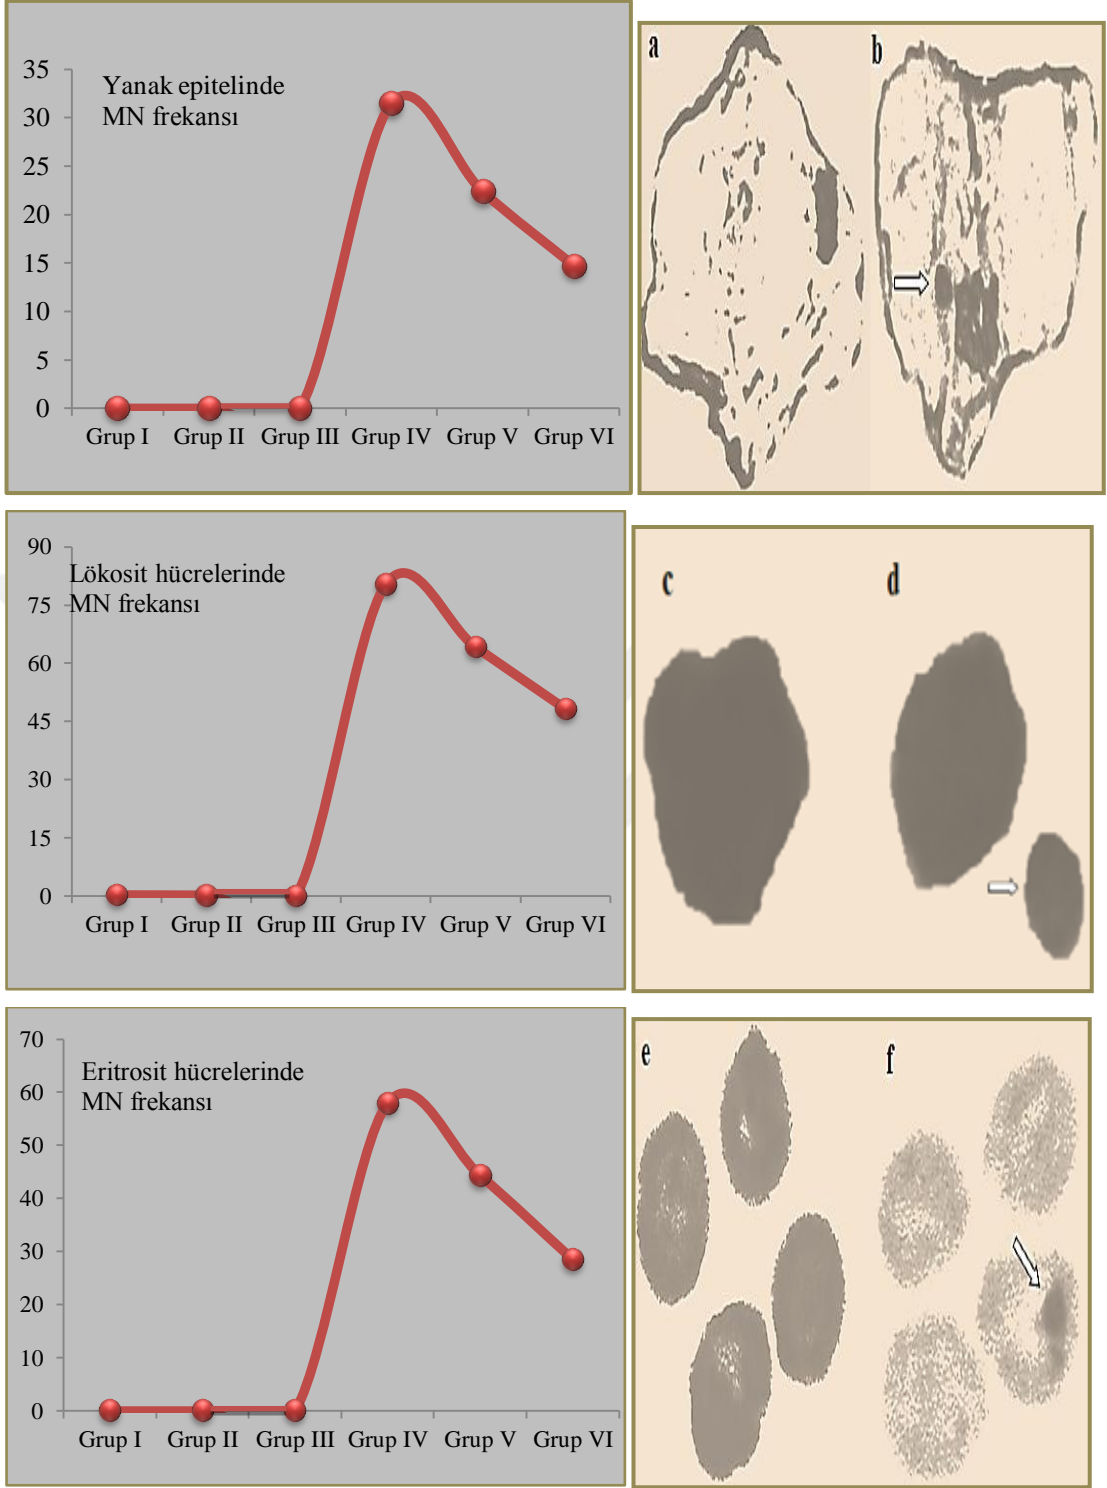 35
Yanak epitelinde
MN frekansı
30
25
20
15
10
5
0
Grup I Grup II Grup III Grup IV Grup V Grup VI
a b
90
Lökosit hücrelerinde
MN frekansı
75
60
45
30
15
0
Grup I Grup II Grup III Grup IV Grup V Grup VI
c d
70
Eritrosit hücrelerinde
MN frekansı
60
50
40
30
20
10
0
Grup I Grup II Grup III Grup IV Grup V Grup VI
e f